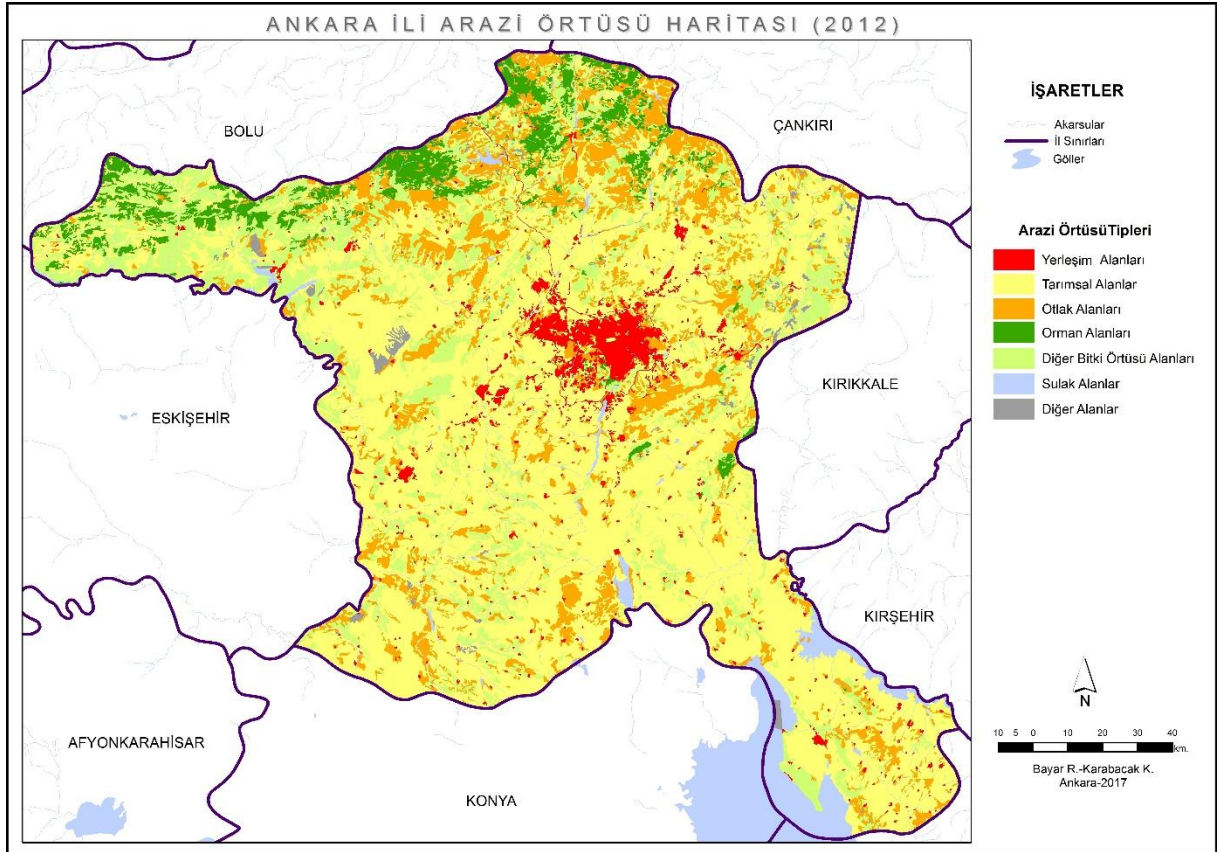 ANKARA İLİ ARAZİ ÖRTÜSÜ HARİTASI (2012)
BOLU
ÇANKIRI
ESKİŞEHİR
KIRIKKALE
KIRŞEHİR
AFYONKARAHİSAR
KONYA
İŞARETLER
Akarsular
İl Sınırları
Göller
Arazi ÖrtüsüTipleri
Yerleşim Alanları
Tarımsal Alanlar
Otlak Alanları
Orman Alanları
Diğer Bitki Örtüsü Alanları
Sulak Alanlar
Diğer Alanlar
N
10 5 0 10 20 30 40
km.
Bayar R.-Karabacak K.
Ankara-2017